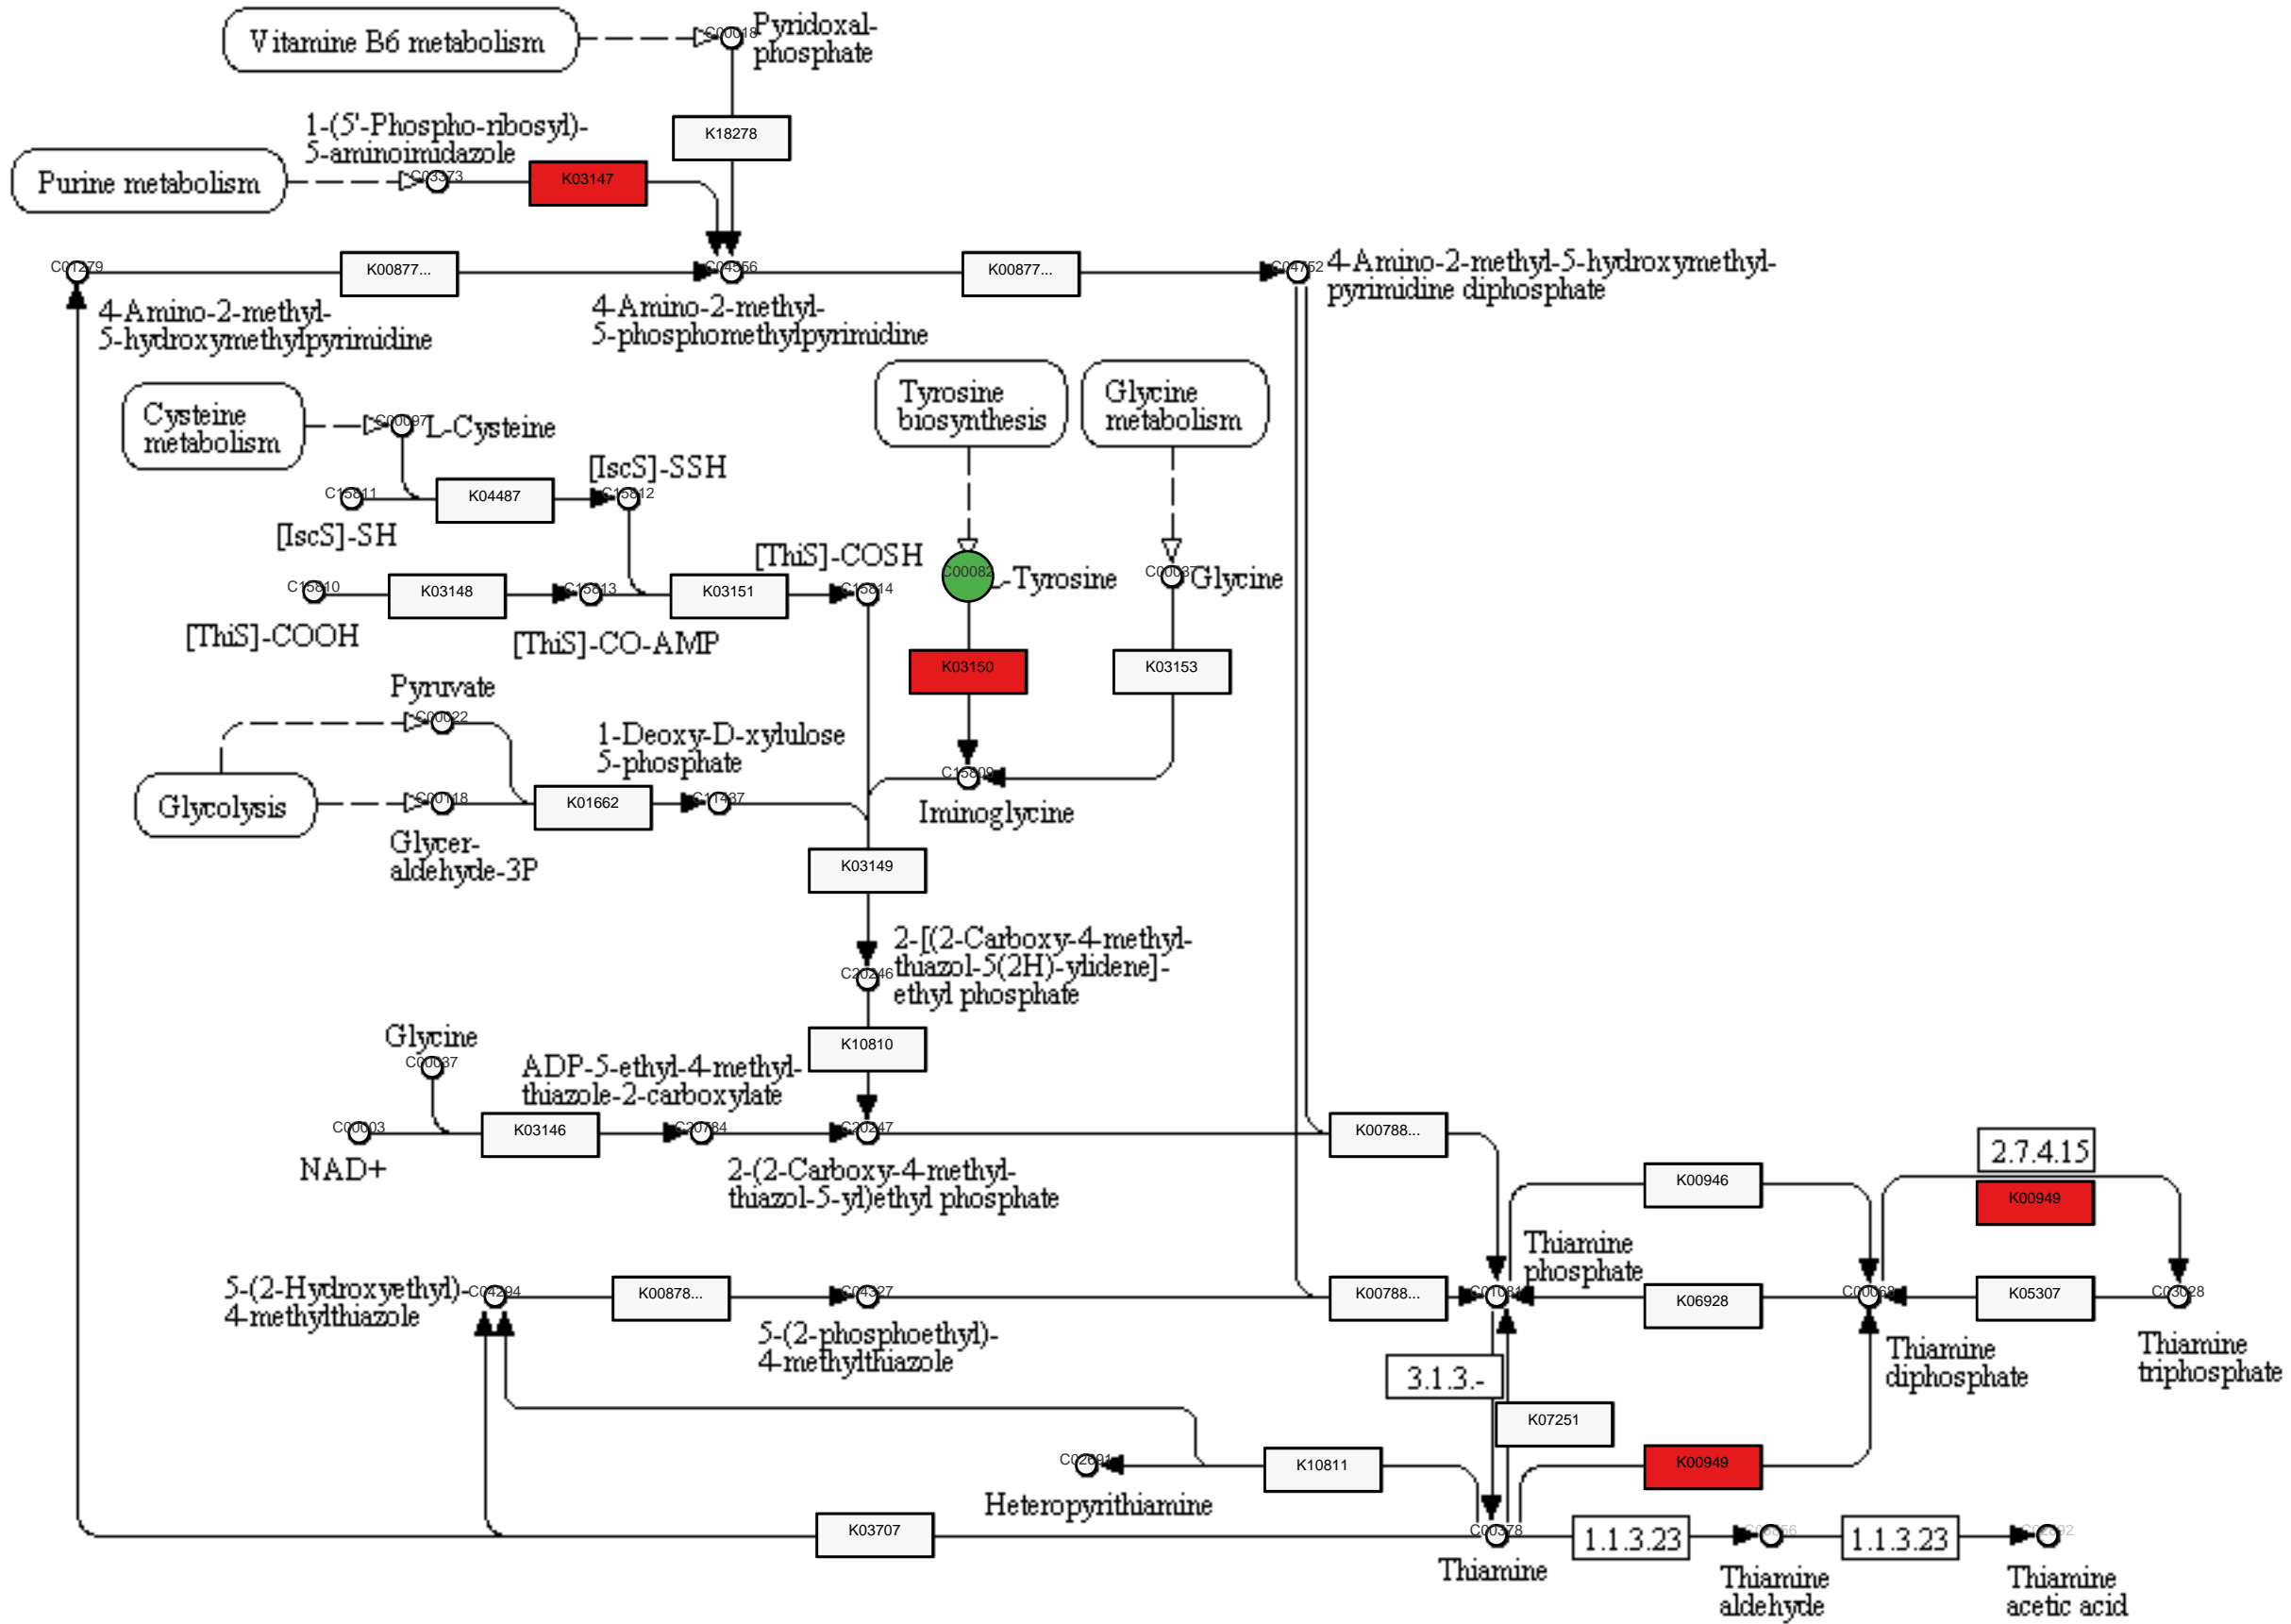 Vitamine B6 metabolism
C00018
Pyridoxal-
phosphate
K18278
1-(5'-Phospho-ribosyl)-
5-aminoimidazole
Purine metabolism
C03373
K03147
C01279
K00877...
C04556
K00877...
C04752
4-Amino-2-methyl-5-hydroxymethyl-
pyrimidine diphosphate
4-Amino-2-methyl-
5-hydroxymethylpyrimidine
4-Amino-2-methyl-
5-phosphomethylpyrimidine
Cysteine
metabolism
C00097
L-Cysteine
Tyrosine
biosynthesis
Glycine
metabolism
[IscS]-SSH
C15811
K04487
C15812
[IscS]-SH
[ThiS]-COSH
C00082
L-Tyrosine
C00037
Glycine
C15810
K03148
C15813
K03151
C15814
[ThiS]-COOH
[ThiS]-CO-AMP
K03150
K03153
Pyruvate
C00022
1-Deoxy-D-xylulose
5-phosphate
C15809
Iminoglycine
Glycolysis
C00118
K01662
C11437
Glycer-
aldehyde-3P
K03149
2-[(2-Carboxy-4-methyl-
thiazol-5(2H)-ylidene]-
ethyl phosphate
C20246
Glycine
C00037
K10810
ADP-5-ethyl-4-methyl-
thiazole-2-carboxylate
C00003
K03146
C20784
C20247
K00788...
NAD+
2-(2-Carboxy-4-methyl-
thiazol-5-yl)ethyl phosphate
2.7.4.15
K00946
K00949
Thiamine
phosphate
5-(2-Hydroxyethyl)-
4-methylthiazole
C04294
K00878...
C04327
K00788...
C01081
K06928
C00068
K05307
C03028
5-(2-phosphoethyl)-
4-methylthiazole
Thiamine
diphosphate
Thiamine
triphosphate
3.1.3.-
K07251
C02691
K10811
K00949
Heteropyrithiamine
K03707
C00378
1.1.3.23
1.1.3.23
C02892
Thiamine
Thiamine
aldehyde
Thiamine
acetic acid